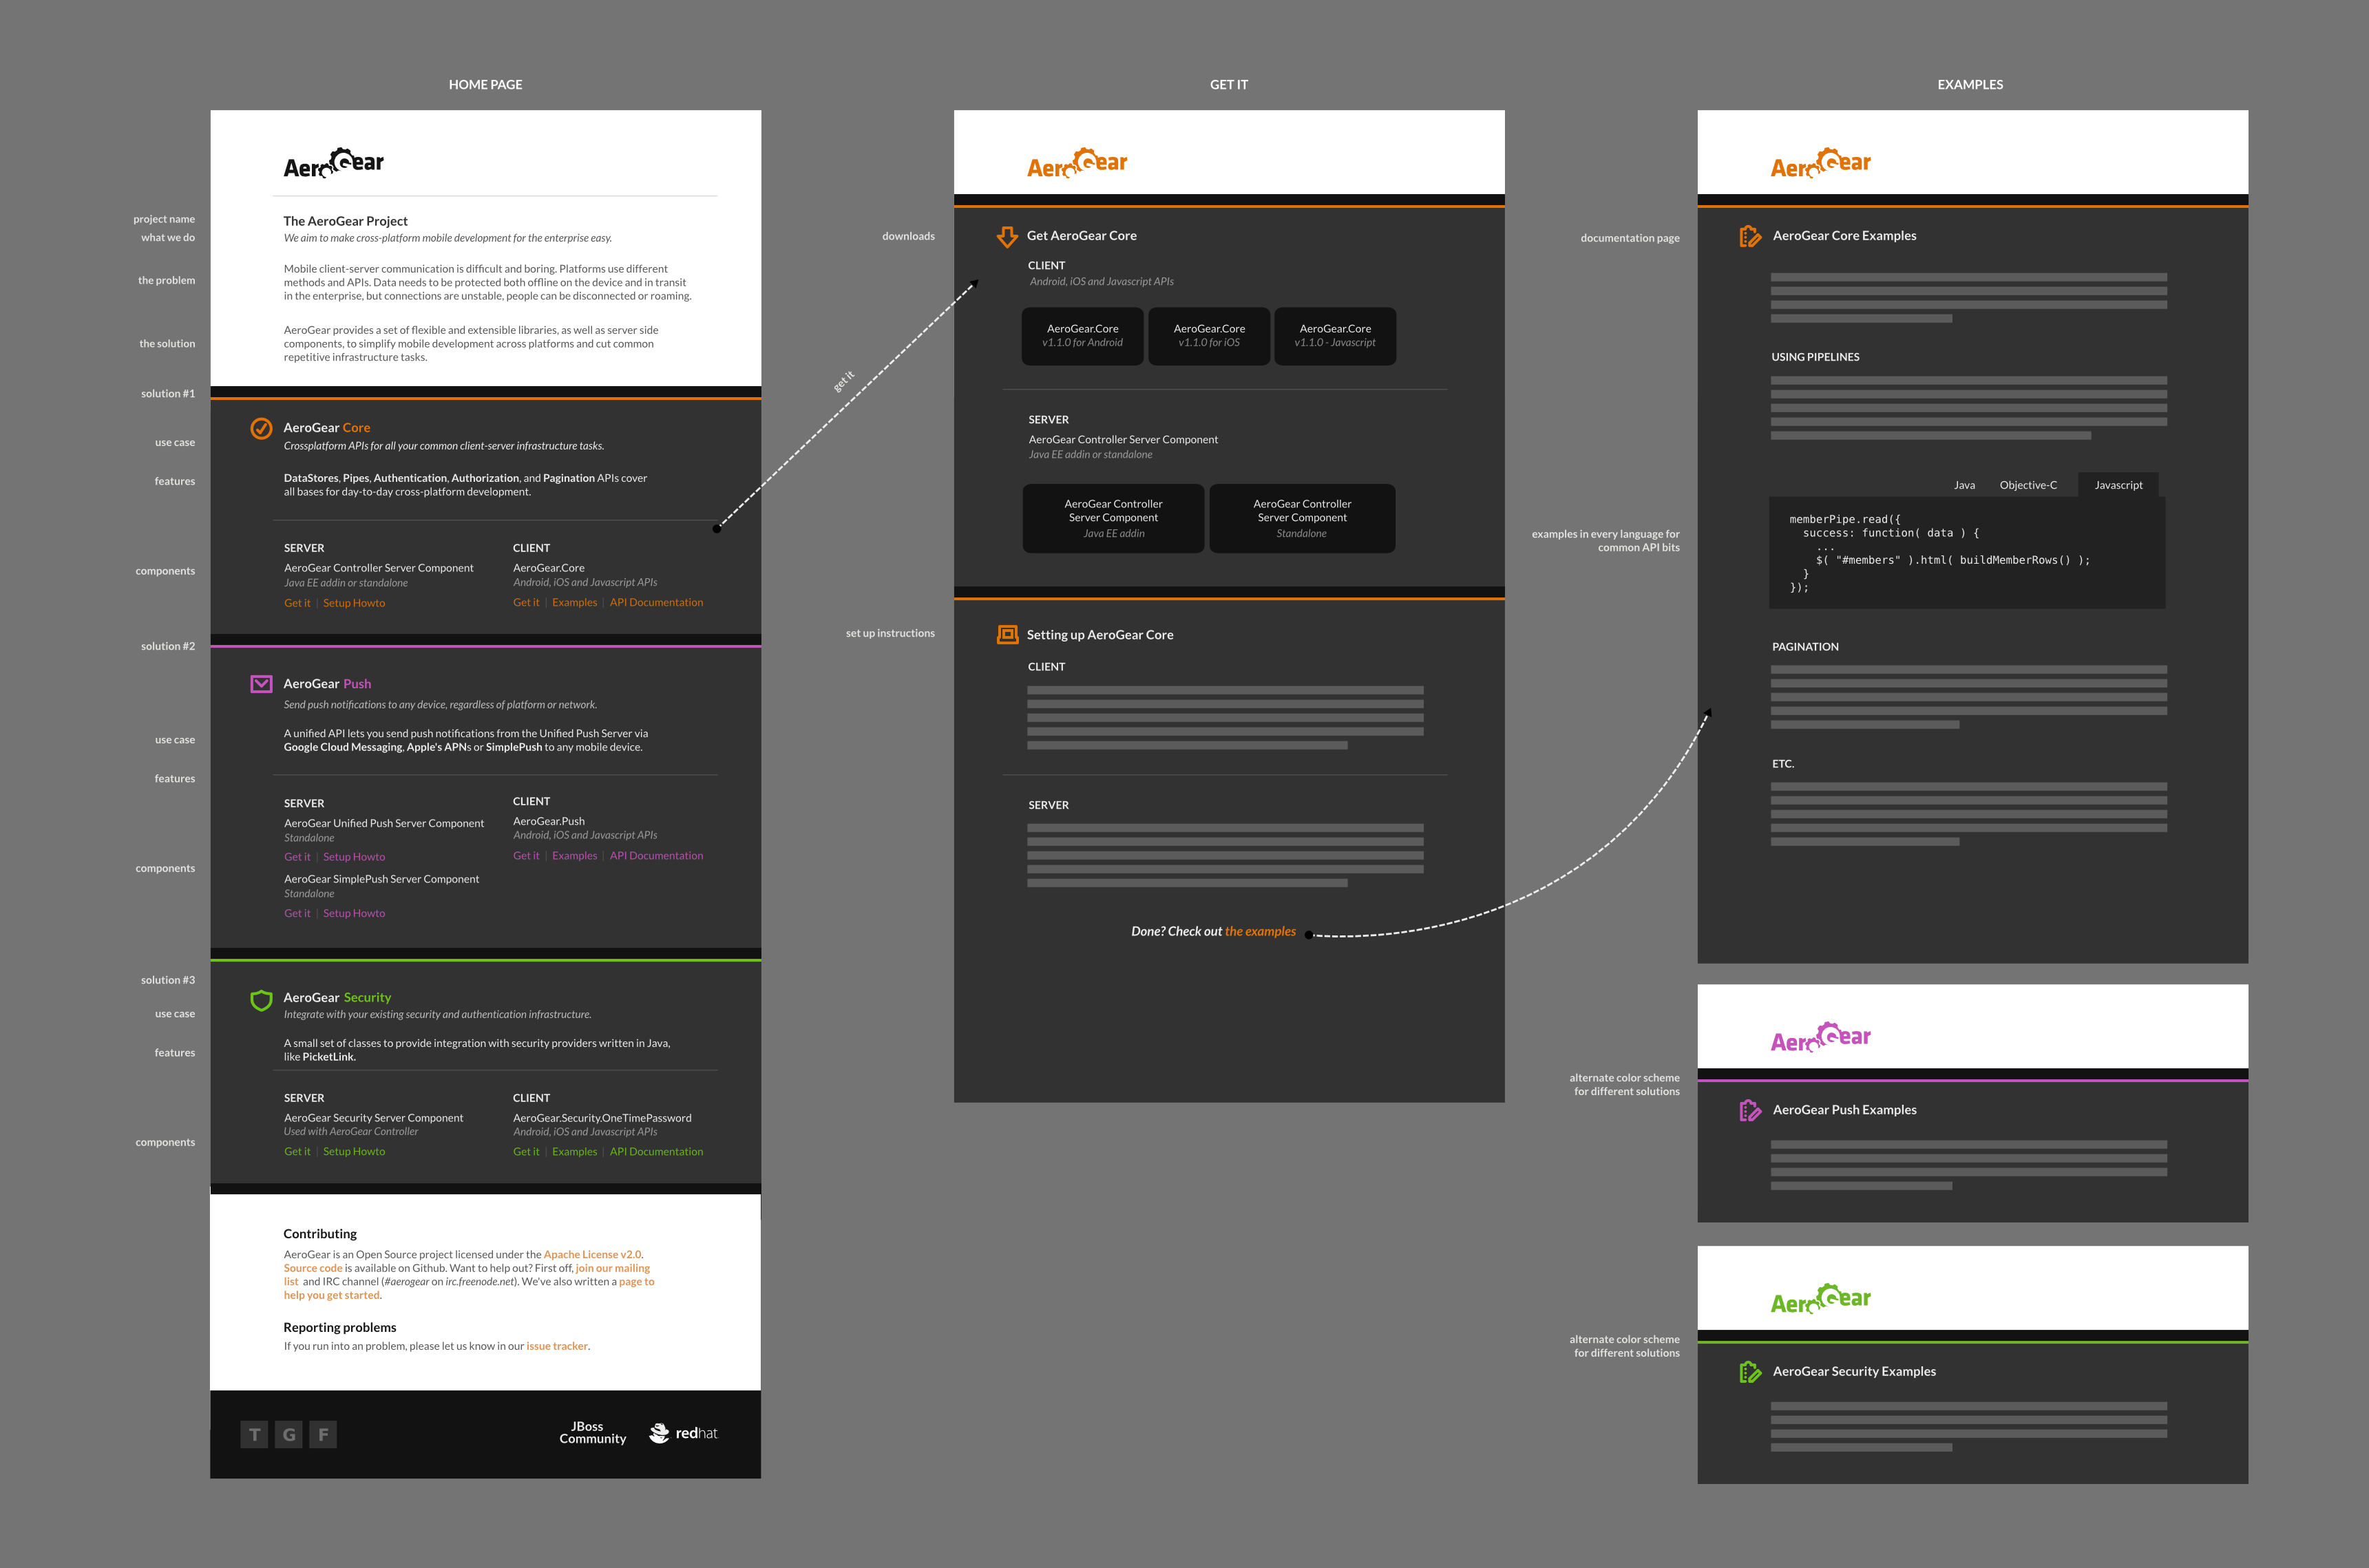 HOME PAGE
AeroGear
project name
The AeroGear Project
what we do
We aim to make cross-platform mobile development for the enterprise easy.
the problem
Mobile client-server communication is difficult and boring. Platforms use different
methods and APIs. Data needs to be protected both offline on the device and in transit
in the enterprise, but connections are unstable, people can be disconnected or roaming.
the solution
AeroGear provides a set of flexible and extensible libraries, as well as server side
components, to simplify mobile development across platforms and cut common
repetitive infrastructure tasks.
solution #1
AeroGear Core
use case
Crossplatform APIs for all your common client-server infrastructure tasks.
features
DataStores, Pipes, Authentication, Authorization, and Pagination APIs cover
all bases for day-to-day cross-platform development.
components
SERVER
AeroGear Controller Server Component
Java EE addin or standalone
Get it | Setup Howto
CLIENT
AeroGear.Core
Android, iOS and Javascript APIs
Get it | Examples | API Documentation
solution #2
AeroGear Push
Send push notifications to any device, regardless of platform or network.
use case
A unified API lets you send push notifications from the Unified Push Server via
Google Cloud Messaging, Apple's APNs or SimplePush to any mobile device.
features
SERVER
AeroGear Unified Push Server Component
Standalone
Get it | Setup Howto
components
AeroGear SimplePush Server Component
Standalone
Get it | Setup Howto
CLIENT
AeroGear.Push
Android, iOS and Javascript APIs
Get it | Examples | API Documentation
solution #3
AeroGear Security
use case
Integrate with your existing security and authentication infrastructure.
features
A small set of classes to provide integration with security providers written in Java,
like PicketLink.
SERVER
AeroGear Security Server Component
Used with AeroGear Controller
Get it | Setup Howto
components
CLIENT
AeroGear.Security.OneTimePassword
Android, iOS and Javascript APIs
Get it | Examples | API Documentation
Contributing
AeroGear is an Open Source project licensed under the Apache License v2.0.
Source code is available on Github. Want to help out? First off, join our mailing
list and IRC channel (#aerogear on irc.freenode.net). We've also written a page to
help you get started.
Reporting problems
If you run into an problem, please let us know in our issue tracker.
T G F
JBoss
Community
redhat.
get it
GET IT
AeroGear
downloads
Get AeroGear Core
CLIENT
Android, iOS and Javascript APIs
AeroGear.Core
v1.1.0 for Android
AeroGear.Core
v1.1.0 for iOS
AeroGear.Core
v1.1.0 - Javascript
SERVER
AeroGear Controller Server Component
Java EE addin or standalone
AeroGear Controller
Server Component
Java EE addin
AeroGear Controller
Server Component
Standalone
set up instructions
Setting up AeroGear Core
CLIENT
SERVER
Done? Check out the examples
EXAMPLES
AeroGear
documentation page
AeroGear Core Examples
USING PIPELINES
examples in every language for
common API bits
Java Objective-C Javascript
memberPipe.read({
success: function( data ) {
...
$( "#members" ).html( buildMemberRows() );
}
});
PAGINATION
ETC.
AeroGear
alternate color scheme
for different solutions
AeroGear Push Examples
AeroGear
alternate color scheme
for different solutions
AeroGear Security Examples